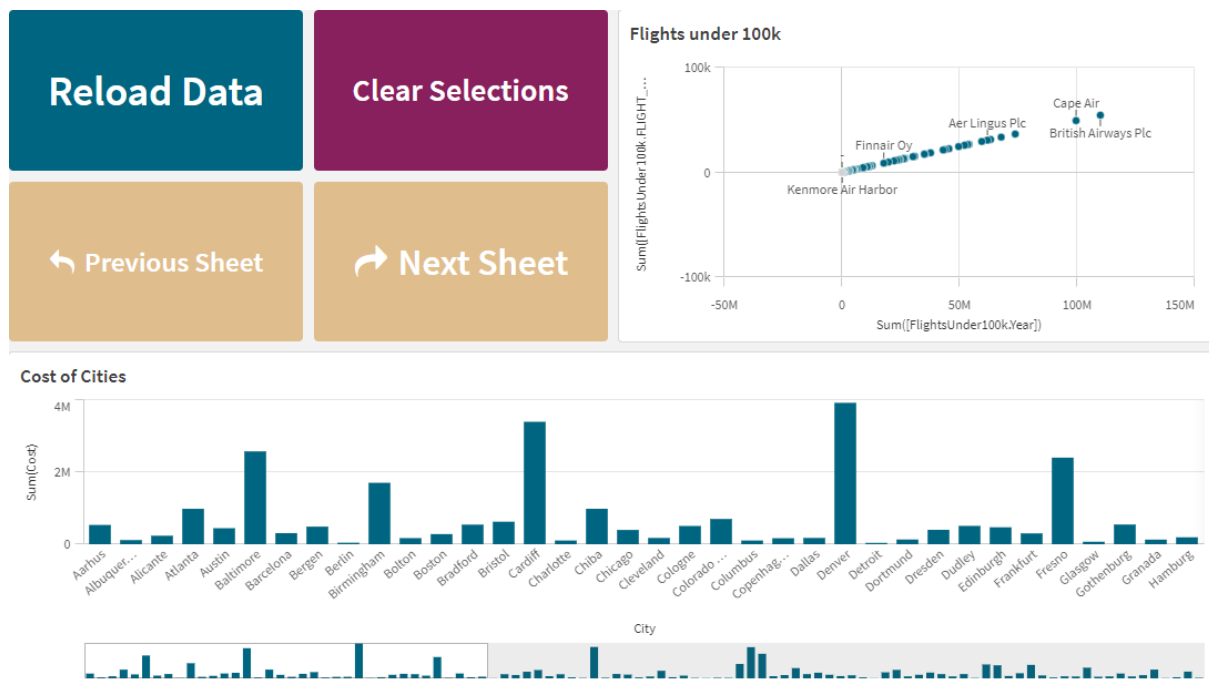 Reload Data
Clear Selections
Previous Sheet
Next Sheet
Flights under 100k
Sum([FlightsUnder100k.FLIGHT_...
100k
0
-100k
Cape Air
British Airways Plc
Aer Lingus Plc
Finnair Oy
Kenmore Air Harbor
-50M
0
50M
100M
150M
Sum([FlightsUnder100k.Year])
Cost of Cities
Sum(Cost)
4M
2M
0
Aarhus
Albuquer...
Alicante
Atlanta
Austin
Baltimore
Barcelona
Bergen
Berlin
Birmingham
Bolton
Boston
Bradford
Bristol
Cardiff
Charlotte
Chiba
Chicago
Cleveland
Cologne
Colorado ...
Columbus
Copenhag...
Dallas
Denver
Detroit
Dortmund
Dresden
Dudley
Edinburgh
Frankfurt
Fresno
Glasgow
Gothenburg
Granada
Hamburg
City